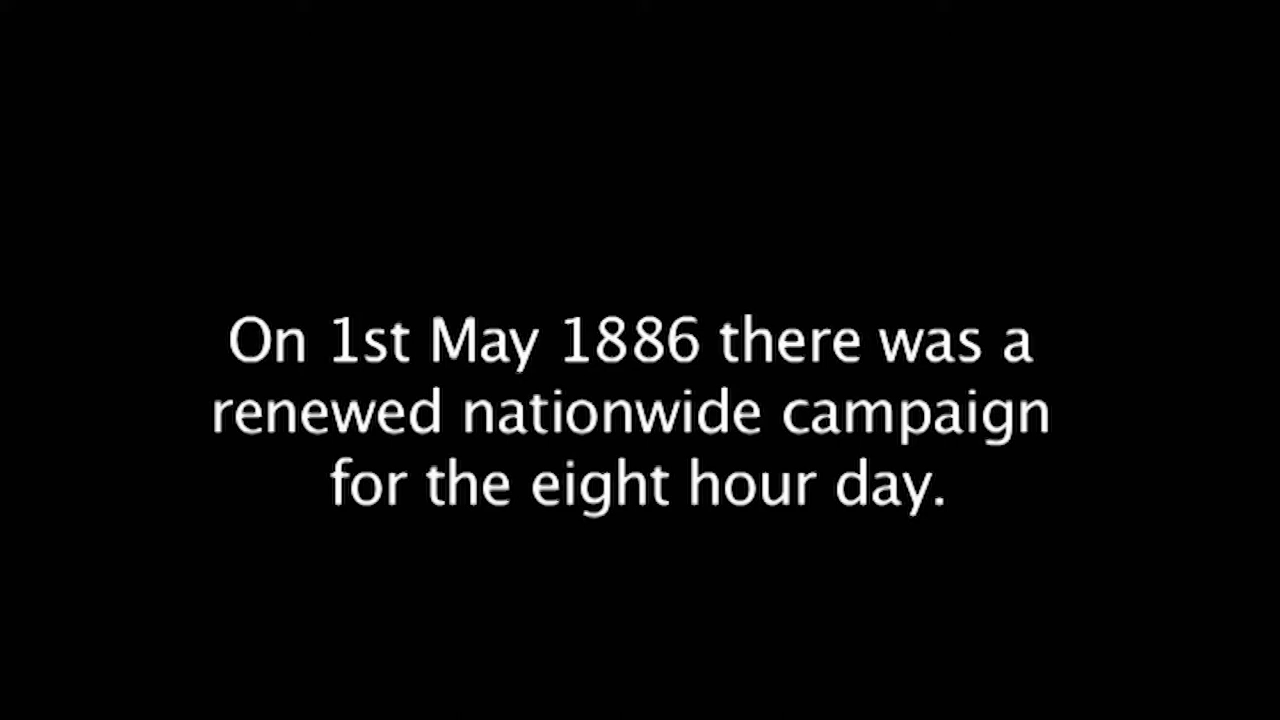 On 1st May 1886 there was a
renewed nationwide campaign
for the eight hour day.